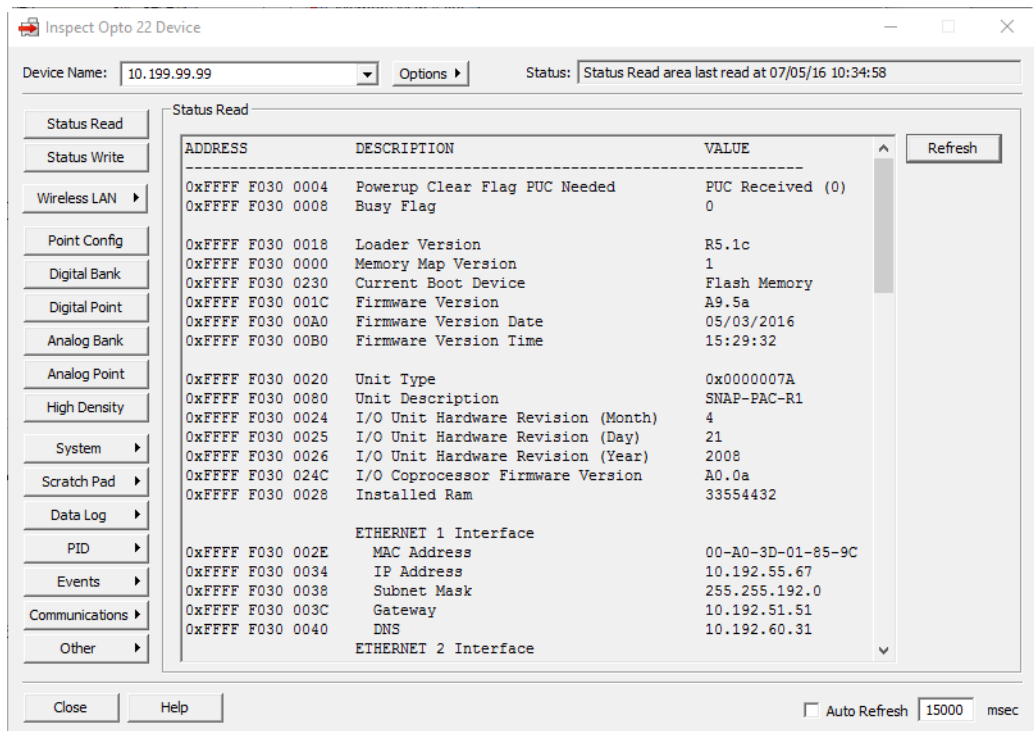 Inspect Opto 22 Device
Device Name: 10.199.99.99 Options Status: Status Read area last read at 07/05/16 10:34:58
Status Read
Status Write
Wireless LAN
Point Config
Digital Bank
Digital Point
Analog Bank
Analog Point
High Density
System
Scratch Pad
Data Log
PID
Events
Communications
Other
Status Read
ADDRESS DESCRIPTION VALUE
--------------------------------------------------------------------------------
0xFFFF F030 0004 Powerup Clear Flag PUC Needed PUC Received (0)
0xFFFF F030 0008 Busy Flag 0
0xFFFF F030 0018 Loader Version R5.1c
0xFFFF F030 0000 Memory Map Version 1
0xFFFF F030 0230 Current Boot Device Flash Memory
0xFFFF F030 001C Firmware Version A9.5a
0xFFFF F030 00A0 Firmware Version Date 05/03/2016
0xFFFF F030 00B0 Firmware Version Time 15:29:32
0xFFFF F030 0020 Unit Type 0x0000007A
0xFFFF F030 0080 Unit Description SNAP-PAC-R1
0xFFFF F030 0024 I/O Unit Hardware Revision (Month) 4
0xFFFF F030 0025 I/O Unit Hardware Revision (Day) 21
0xFFFF F030 0026 I/O Unit Hardware Revision (Year) 2008
0xFFFF F030 024C I/O Coprocessor Firmware Version A0.0a
0xFFFF F030 0028 Installed Ram 33554432
ETHERNET 1 Interface
0xFFFF F030 002E MAC Address 00-A0-3D-01-85-9C
0xFFFF F030 0034 IP Address 10.192.55.67
0xFFFF F030 0038 Subnet Mask 255.255.192.0
0xFFFF F030 003C Gateway 10.192.51.51
0xFFFF F030 0040 DNS 10.192.60.31
ETHERNET 2 Interface
Refresh
Close Help Auto Refresh 15000 msec